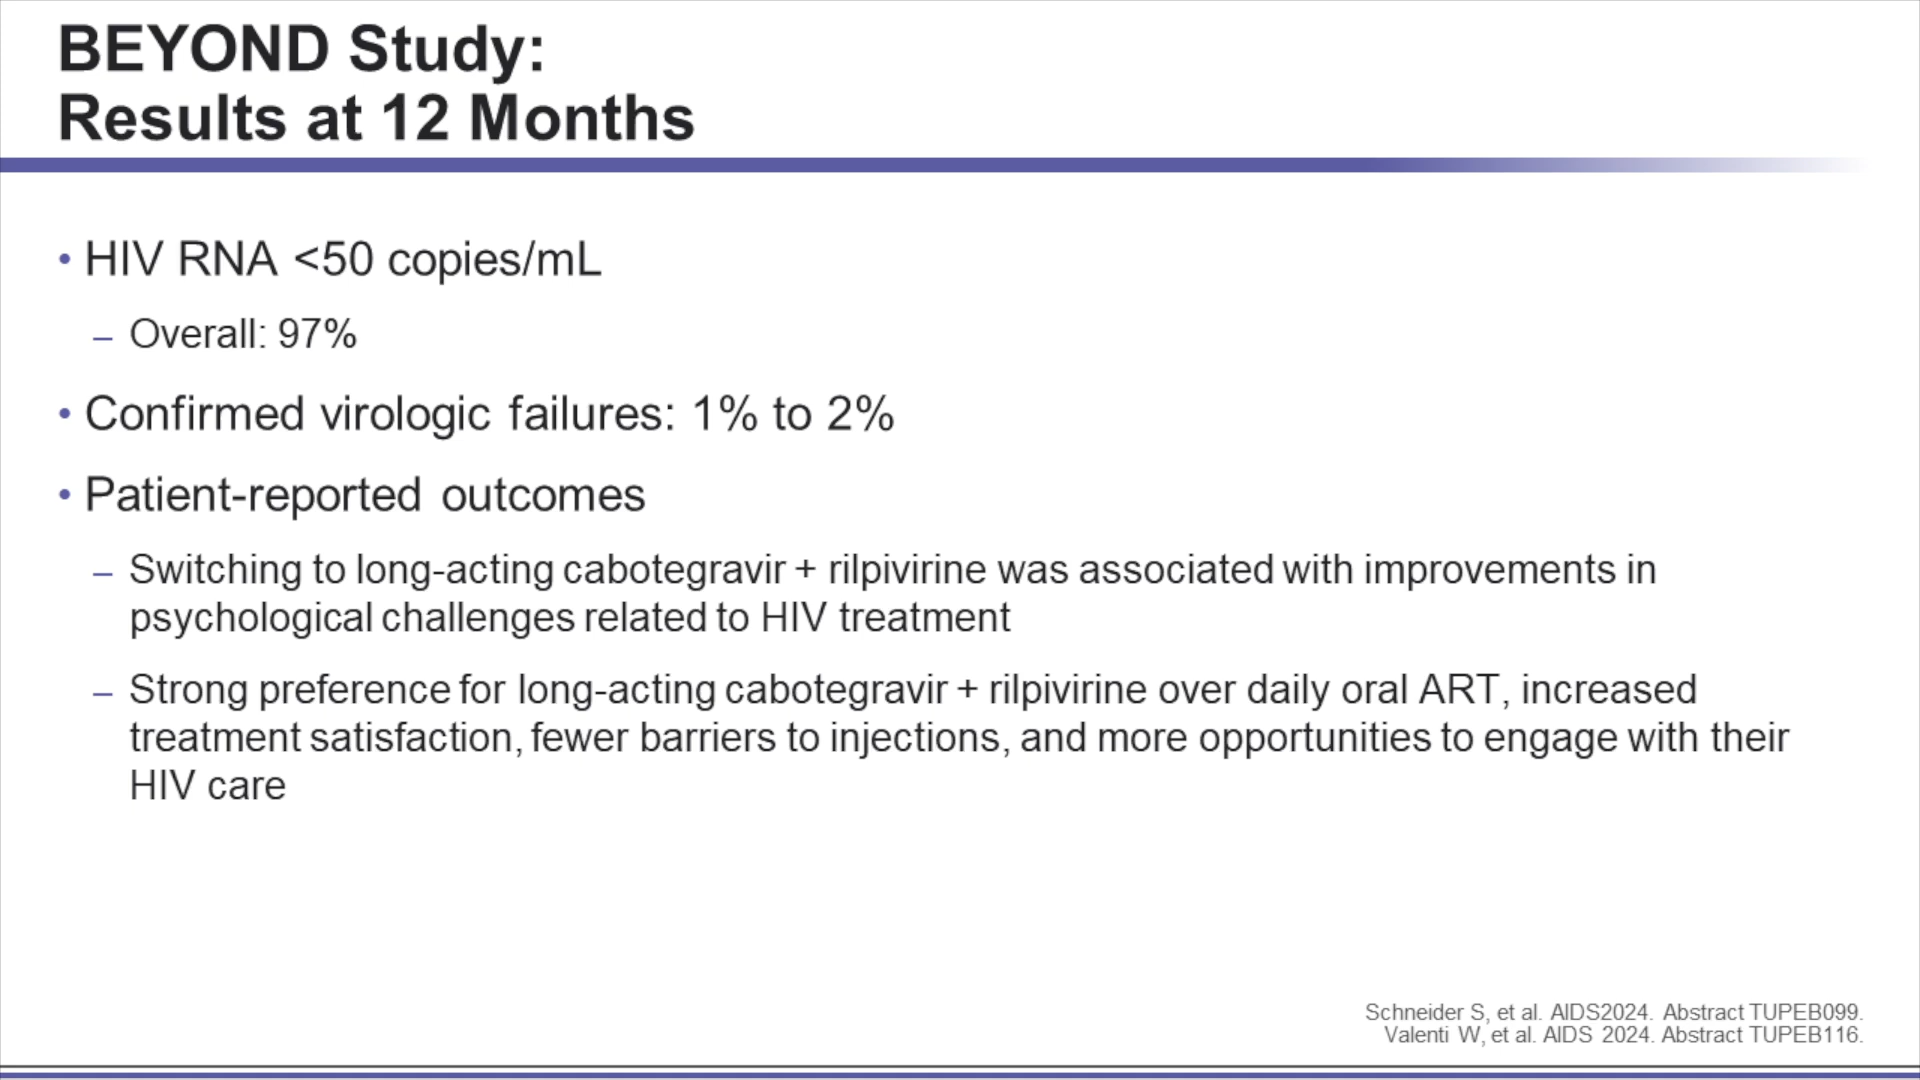 BEYOND Study:
Results at 12 Months
• HIV RNA <50 copies/mL
– Overall: 97%
• Confirmed virologic failures: 1% to 2%
• Patient-reported outcomes
– Switching to long-acting cabotegravir + rilpivirine was associated with improvements in
psychological challenges related to HIV treatment
– Strong preference for long-acting cabotegravir + rilpivirine over daily oral ART, increased
treatment satisfaction, fewer barriers to injections, and more opportunities to engage with their
HIV care
Schneider S, et al. AIDS2024. Abstract TUPEB099.
Valenti W, et al. AIDS 2024. Abstract TUPEB116.